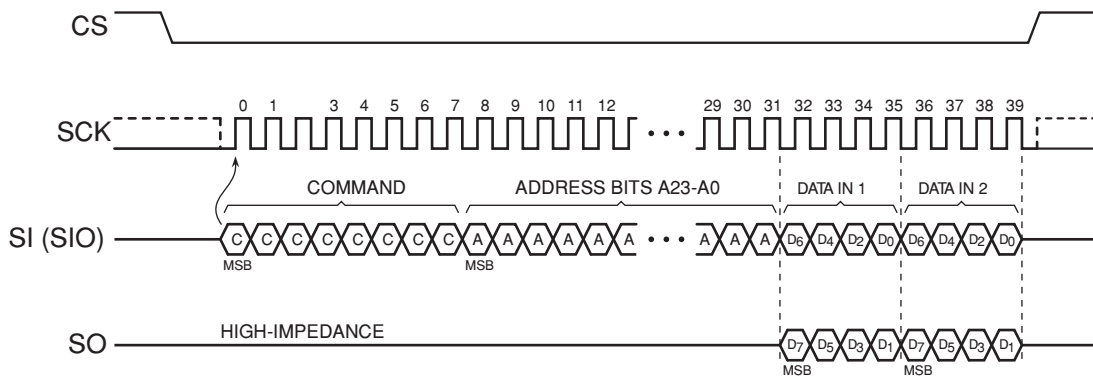 CS
0 1 3 4 5 6 7 8 9 10 11 12 29 30 31 32 33 34 35 36 37 38 39
SCK
COMMAND ADDRESS BITS A23-A0 DATA IN 1 DATA IN 2
SI (SIO) C C C C C C C C A A A A A A A A A D6 D4 D2 D0 D6 D4 D2 D0
MSB MSB
HIGH-IMPEDANCE
SO D7 D5 D3 D1 D7 D5 D3 D1
MSB MSB